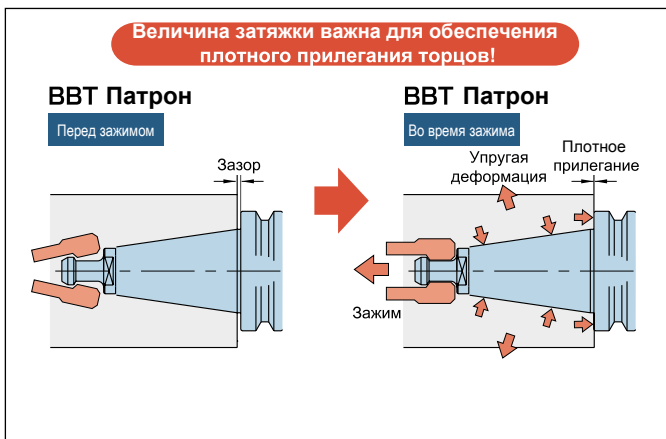 Величина затяжки важна для обеспечения
плотного прилегания торцов!
BBT Патрон
Перед зажимом
Зазор
BBT Патрон
Во время зажима
Упругая
деформация
Плотное
прилегание
Зажим